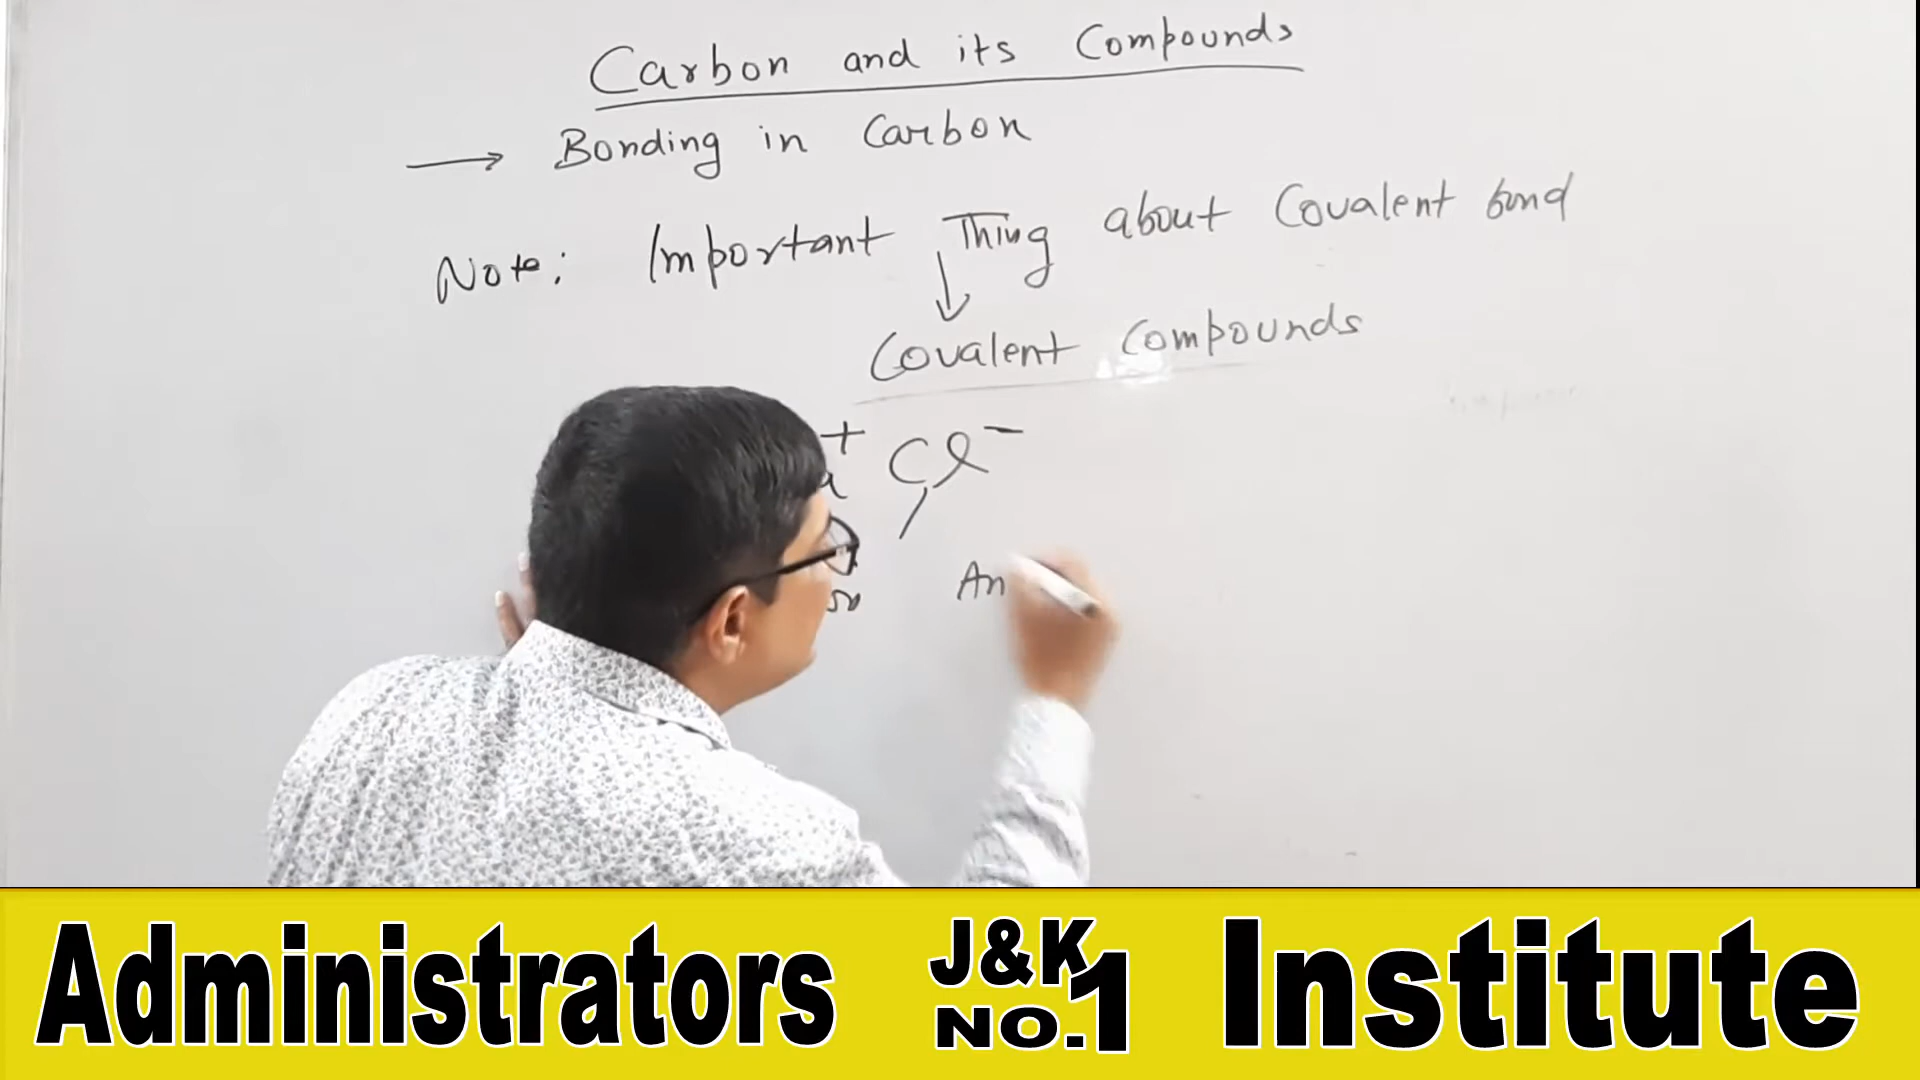 Carbon and its Compounds
→ Bonding in Carbon
Note: Important Thing about Covalent bond
↓
Covalent Compounds
+ Cl⁻
An
Administrators J&K NO.1 Institute